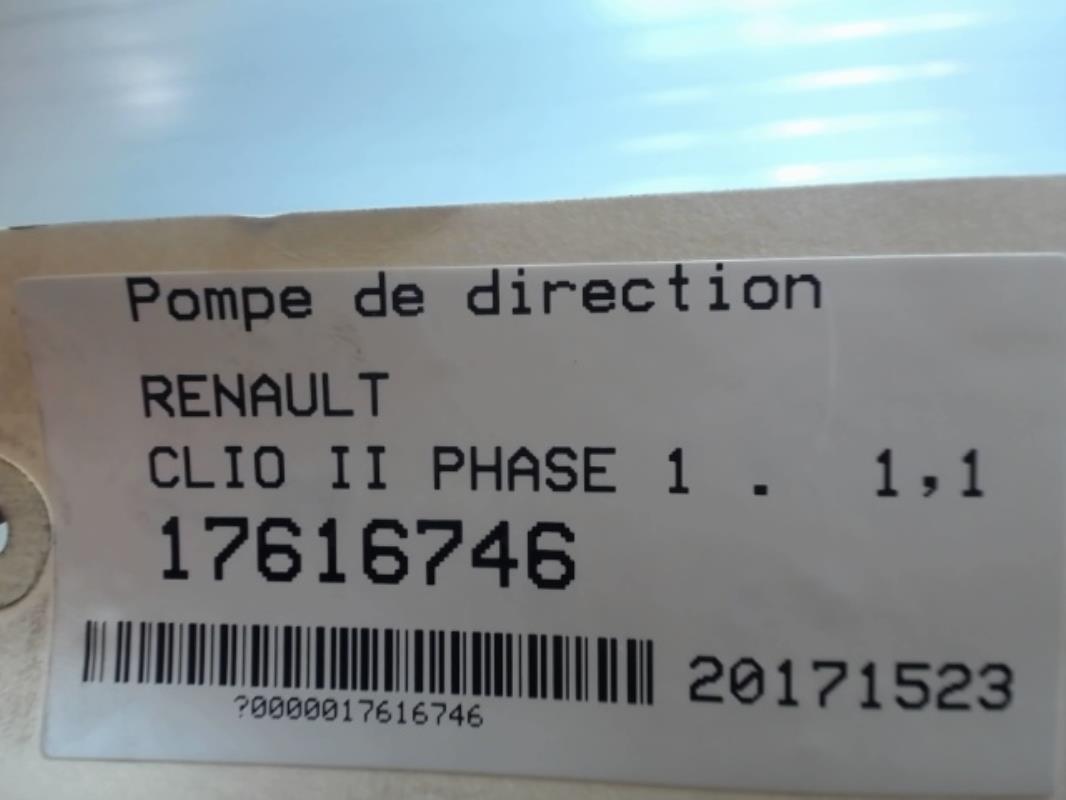 Pompe de direction
RENAULT
CLIO II PHASE 1 . 1,1
17616746
20171523
?0000017616746